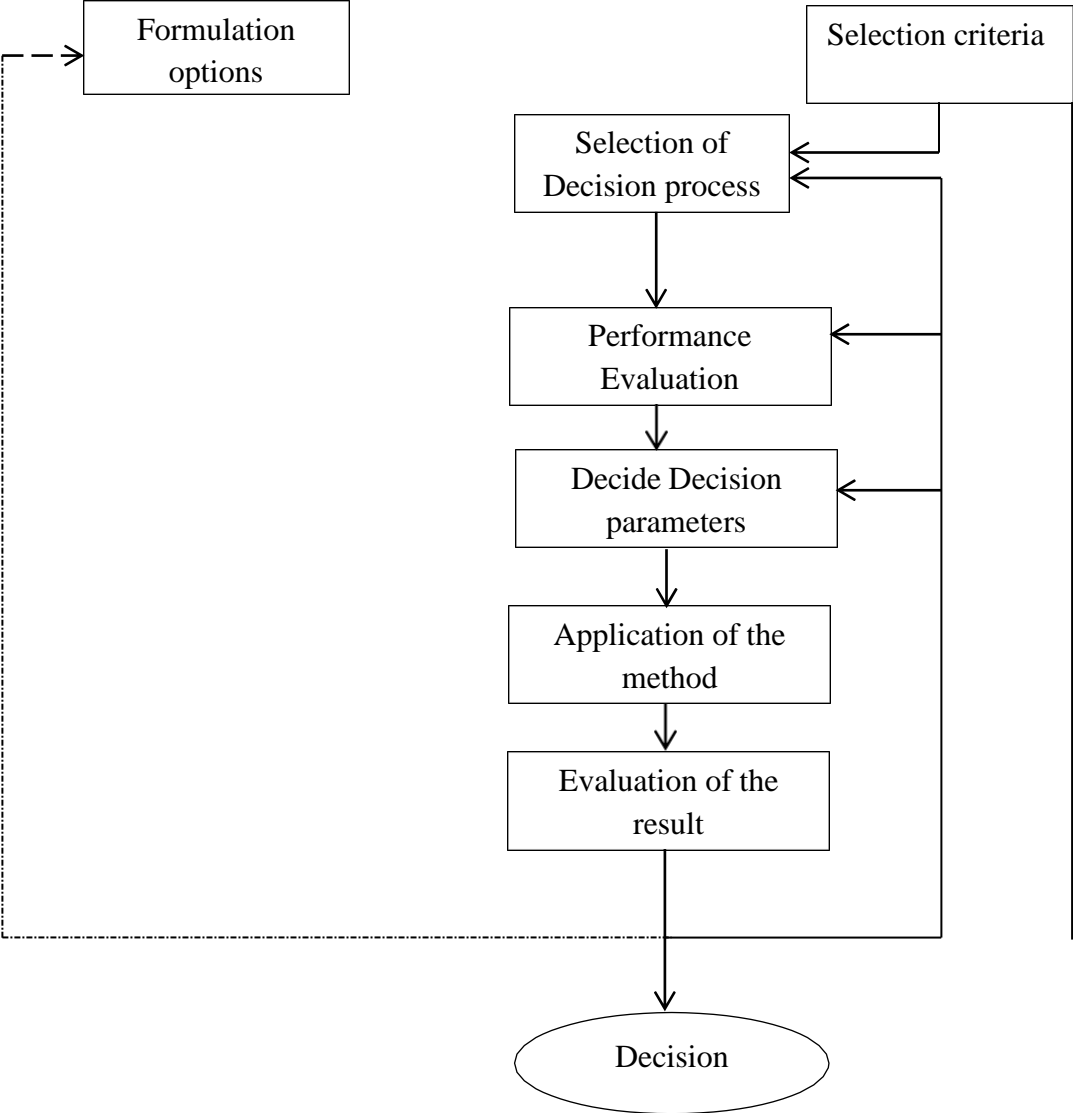 Formulation
options
Selection criteria
Selection of
Decision process
Performance
Evaluation
Decide Decision
parameters
Application of the
method
Evaluation of the
result
Decision